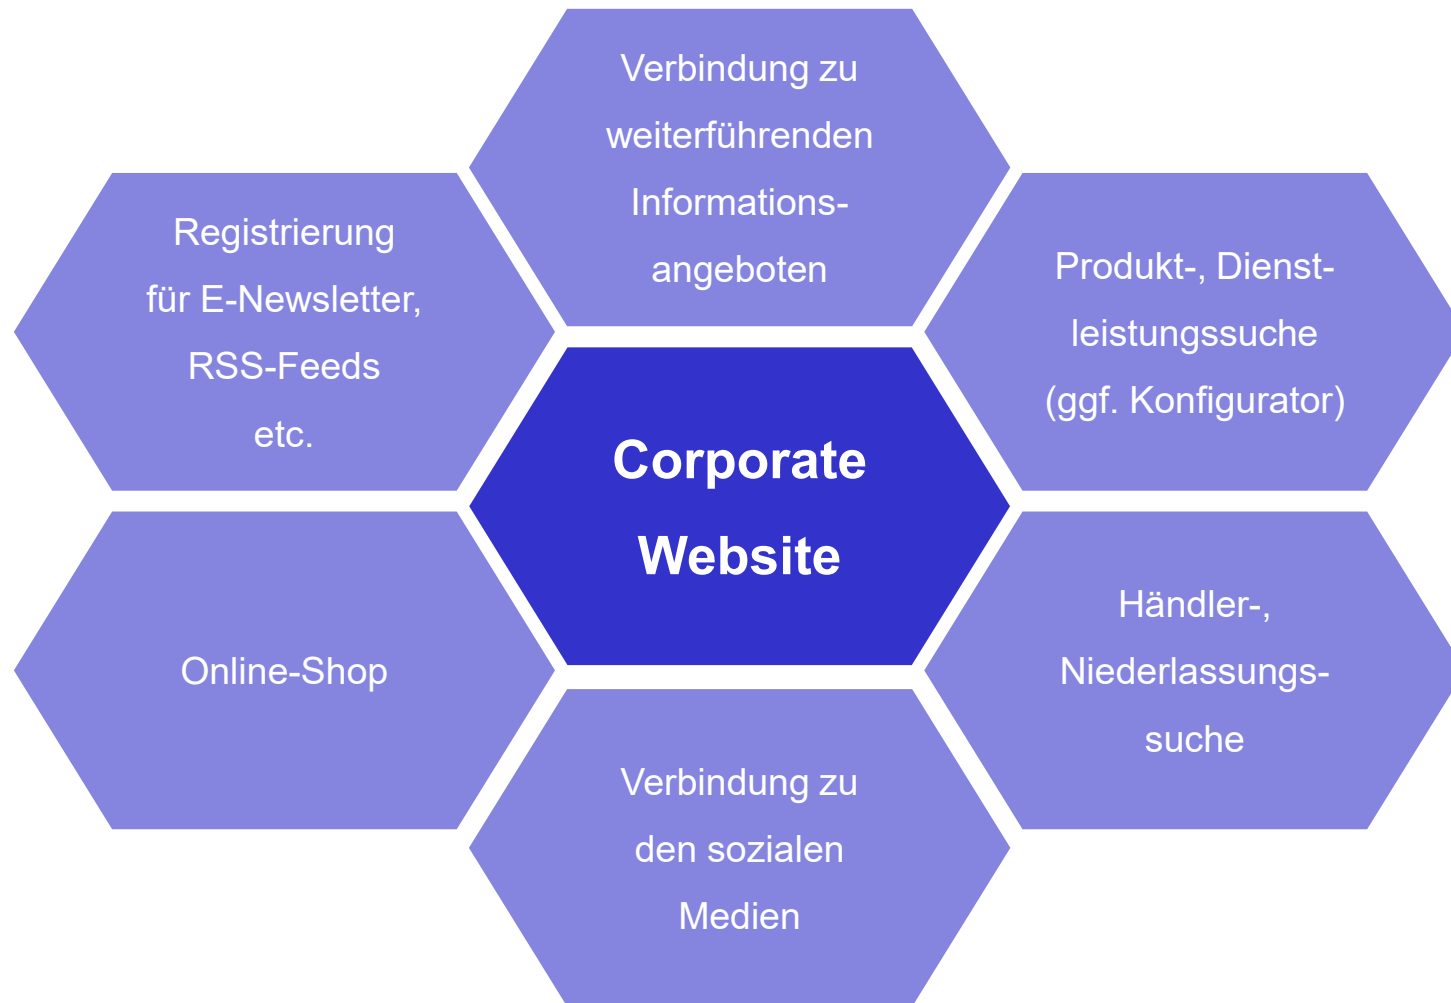 Verbindung zu
weiterführenden
Informations-
angeboten
Registrierung
für E-Newsletter,
RSS-Feeds
etc.
Produkt-, Dienst-
leistungssuche
(ggf. Konfigurator)
Corporate
Website
Online-Shop
Händler-,
Niederlassungs-
suche
Verbindung zu
den sozialen
Medien